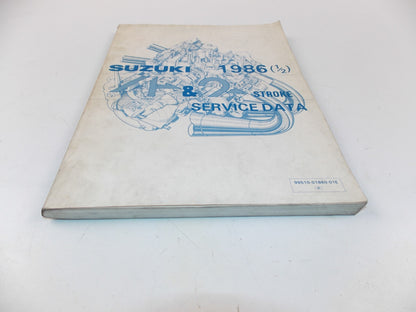 SUZUKI 1986 (½)
4 & 2 STROKE
SERVICE DATA